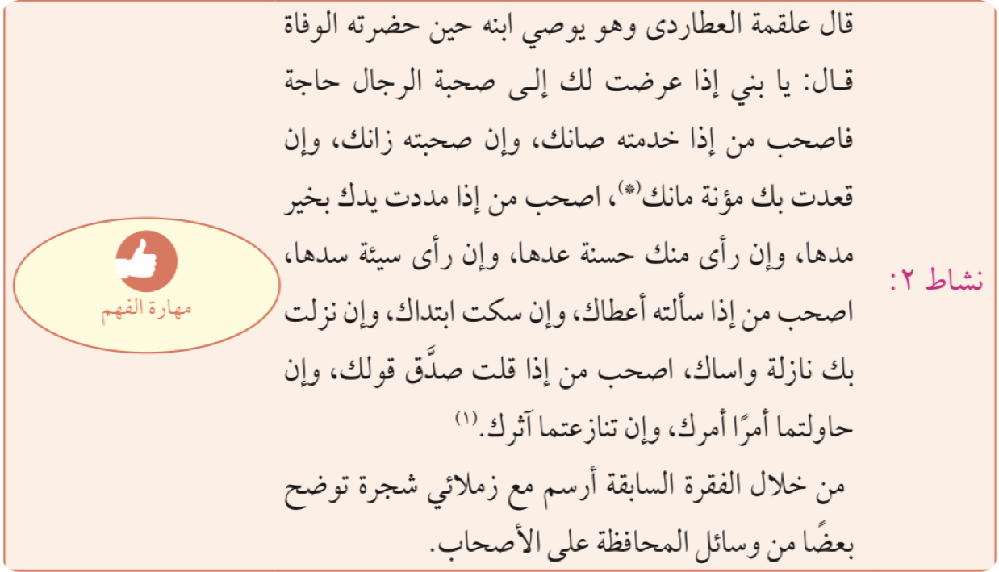 قال علقمة العطاردى وهو يوصي ابنه حين حضرته الوفاة
قال: يا بني إذا عرضت لك إلى صحبة الرجال حاجة
فاصحب من إذا خدمته صانك، وإن صحبته زانك، وإن
قعدت بك مؤنة مانك(*)، اصحب من إذا مددت يدك بخير
مدها، وإن رأى منك حسنة عدها، وإن رأى سيئة سدها،
نشاط ٢:
اصحب من إذا سألته أعطاك، وإن سكت ابتداك، وإن نزلت
بك نازلة واساك، اصحب من إذا قلت صدَّق قولك، وإن
حاولتما أمرًا أمرك، وإن تنازعتما آثرك.(١)
من خلال الفقرة السابقة أرسم مع زملائي شجرة توضح
بعضًا من وسائل المحافظة على الأصحاب.
مهارة الفهم